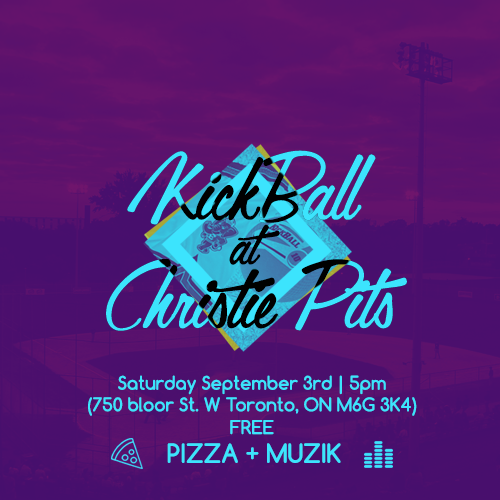 KickBall
at
Christie Pits
Saturday September 3rd | 5pm
(750 bloor St. W Toronto, ON M6G 3K4)
FREE
PIZZA + MUZIK